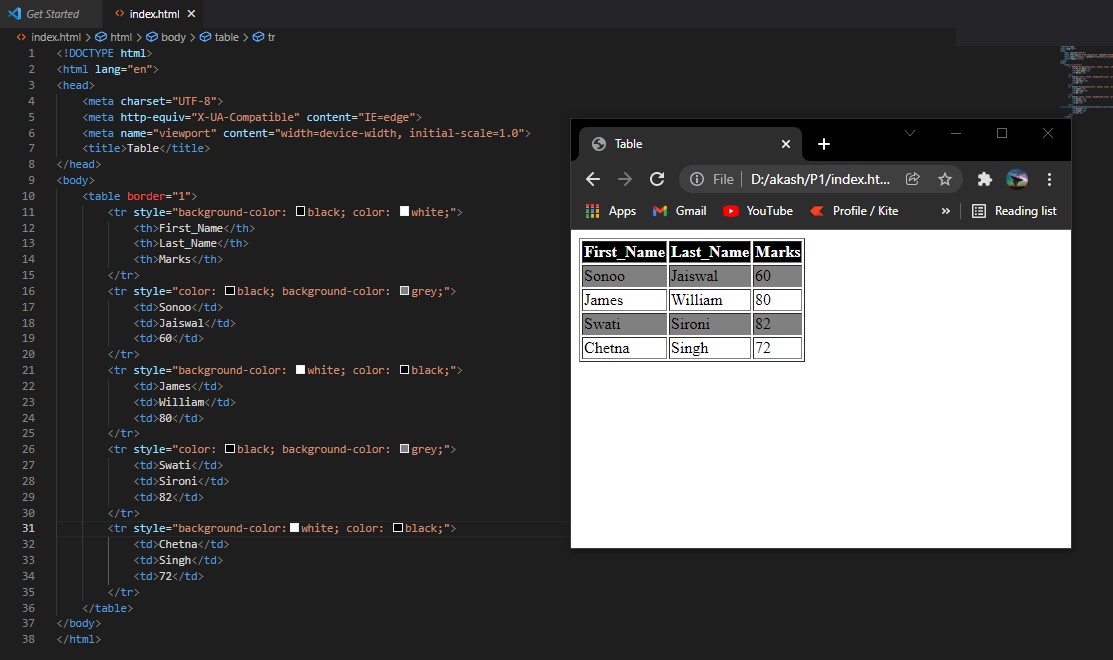 Get Started
index.html
index.html > html > body > table > tr
1 <!DOCTYPE html>
2 <html lang="en">
3 <head>
4 <meta charset="UTF-8">
5 <meta http-equiv="X-UA-Compatible" content="IE=edge">
6 <meta name="viewport" content="width=device-width, initial-scale=1.0">
7 <title>Table</title>
8 </head>
9 <body>
10 <table border="1">
11 <tr style="background-color: black; color: white;">
12 <th>First_Name</th>
13 <th>Last_Name</th>
14 <th>Marks</th>
15 </tr>
16 <tr style="color: black; background-color: grey;">
17 <td>Sonoo</td>
18 <td>Jaiswal</td>
19 <td>60</td>
20 </tr>
21 <tr style="background-color: white; color: black;">
22 <td>James</td>
23 <td>William</td>
24 <td>80</td>
25 </tr>
26 <tr style="color: black; background-color: grey;">
27 <td>Swati</td>
28 <td>Sironi</td>
29 <td>82</td>
30 </tr>
31 <tr style="background-color:white; color: black;">
32 <td>Chetna</td>
33 <td>Singh</td>
34 <td>72</td>
35 </tr>
36 </table>
37 </body>
38 </html>
Table
File | D:/akash/P1/index.ht...
Apps Gmail YouTube Profile / Kite » Reading list
First_Name Last_Name Marks
Sonoo Jaiswal 60
James William 80
Swati Sironi 82
Chetna Singh 72